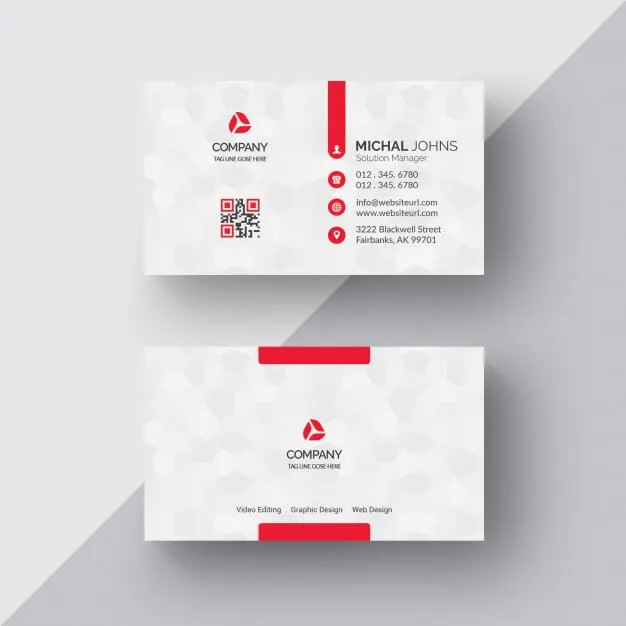 COMPANY
TAG LINE GOSE HERE
MICHAL JOHNS
Solution Manager
012 . 345. 6780
012 . 345. 6780
info@websiteurl.com
www.websiteurl.com
3222 Blackwell Street
Fairbanks, AK 99701
COMPANY
TAG LINE GOSE HERE
Video Editing . Graphic Design Web Design